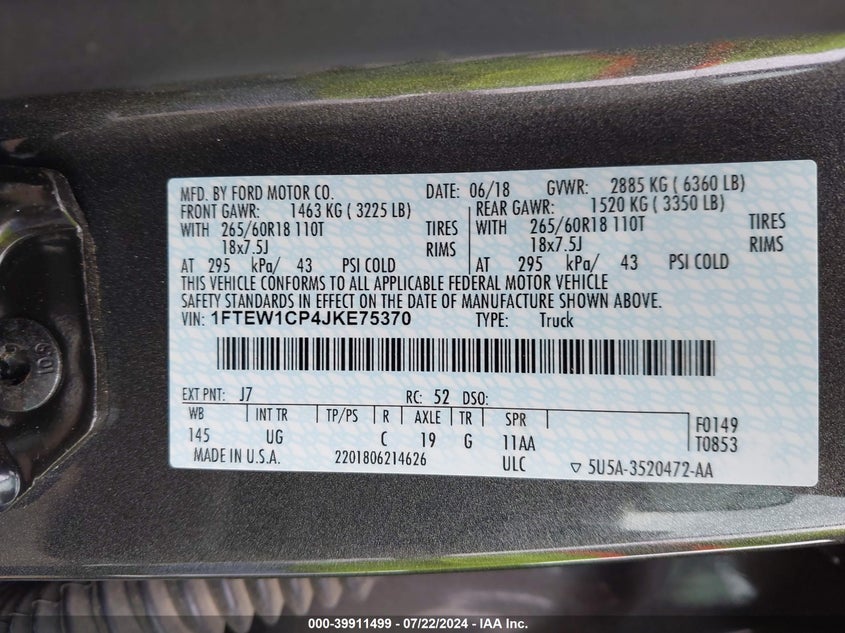 MFD. BY FORD MOTOR CO. DATE: 06/18 GVWR: 2885 KG ( 6360 LB)
FRONT GAWR: 1463 KG ( 3225 LB) REAR GAWR: 1520 KG ( 3350 LB)
WITH 265/60R18 110T TIRES WITH 265/60R18 110T TIRES
18x7.5J RIMS 18x7.5J RIMS
AT 295 kPa/ 43 PSI COLD AT 295 kPa/ 43 PSI COLD
THIS VEHICLE CONFORMS TO ALL APPLICABLE FEDERAL MOTOR VEHICLE
SAFETY STANDARDS IN EFFECT ON THE DATE OF MANUFACTURE SHOWN ABOVE.
VIN: 1FTEW1CP4JKE75370 TYPE: Truck
EXT PNT: J7 RC: 52 DSO:
WB INT TR TP/PS R AXLE TR SPR F0149
145 UG C 19 G 11AA T0853
MADE IN U.S.A. 2201806214626 ULC ▽ 5U5A-3520472-AA
000-39911499 - 07/22/2024 - IAA Inc.